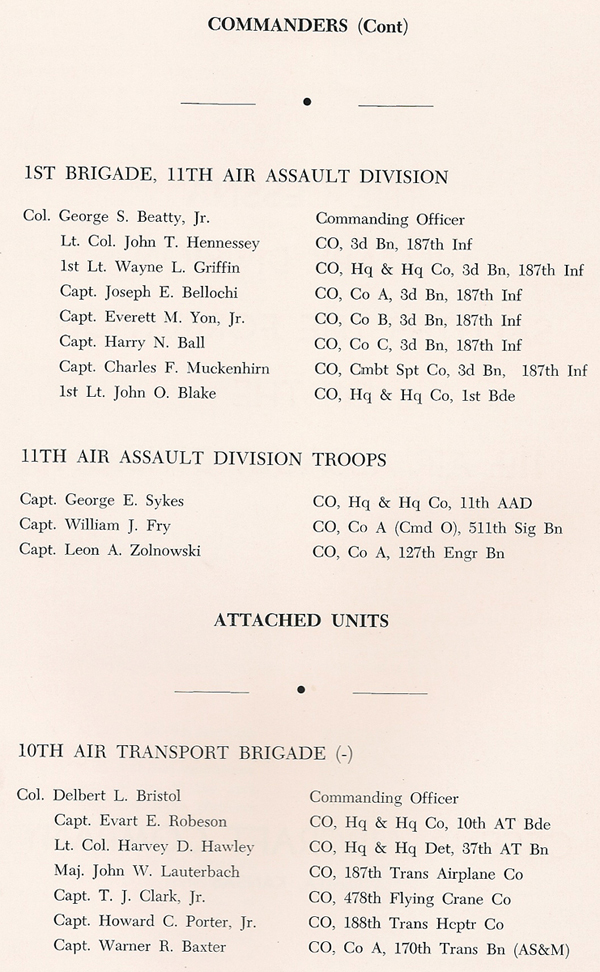 COMMANDERS (Cont)
1ST BRIGADE, 11TH AIR ASSAULT DIVISION
Col. George S. Beatty, Jr. Commanding Officer
Lt. Col. John T. Hennessey CO, 3d Bn, 187th Inf
1st Lt. Wayne L. Griffin CO, Hq & Hq Co, 3d Bn, 187th Inf
Capt. Joseph E. Bellochi CO, Co A, 3d Bn, 187th Inf
Capt. Everett M. Yon, Jr. CO, Co B, 3d Bn, 187th Inf
Capt. Harry N. Ball CO, Co C, 3d Bn, 187th Inf
Capt. Charles F. Muckenhirn CO, Cmbt Spt Co, 3d Bn, 187th Inf
1st Lt. John O. Blake CO, Hq & Hq Co, 1st Bde
11TH AIR ASSAULT DIVISION TROOPS
Capt. George E. Sykes CO, Hq & Hq Co, 11th AAD
Capt. William J. Fry CO, Co A (Cmd O), 511th Sig Bn
Capt. Leon A. Zolnowski CO, Co A, 127th Engr Bn
ATTACHED UNITS
10TH AIR TRANSPORT BRIGADE (-)
Col. Delbert L. Bristol Commanding Officer
Capt. Evart E. Robeson CO, Hq & Hq Co, 10th AT Bde
Lt. Col. Harvey D. Hawley CO, Hq & Hq Det, 37th AT Bn
Maj. John W. Lauterbach CO, 187th Trans Airplane Co
Capt. T. J. Clark, Jr. CO, 478th Flying Crane Co
Capt. Howard C. Porter, Jr. CO, 188th Trans Hcptr Co
Capt. Warner R. Baxter CO, Co A, 170th Trans Bn (AS&M)